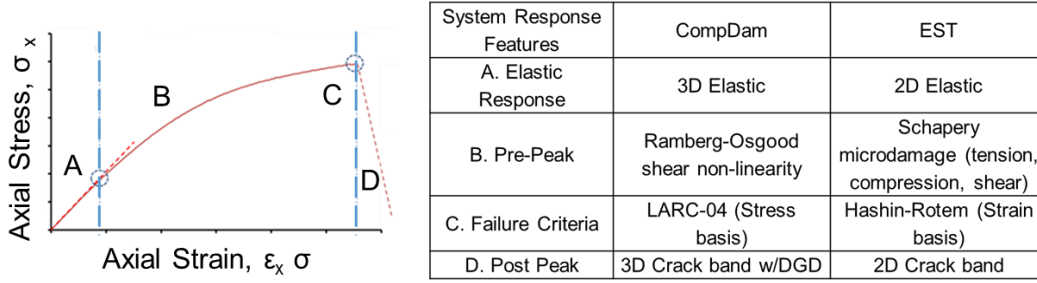 Axial Stress, σ x
A
B
C
D
Axial Strain, εx σ
System Response
Features
CompDam
EST
A. Elastic
Response
3D Elastic
2D Elastic
B. Pre-Peak
Ramberg-Osgood
shear non-linearity
Schapery
microdamage (tension,
compression, shear)
C. Failure Criteria
LARC-04 (Stress
basis)
Hashin-Rotem (Strain
basis)
D. Post Peak
3D Crack band w/DGD
2D Crack band